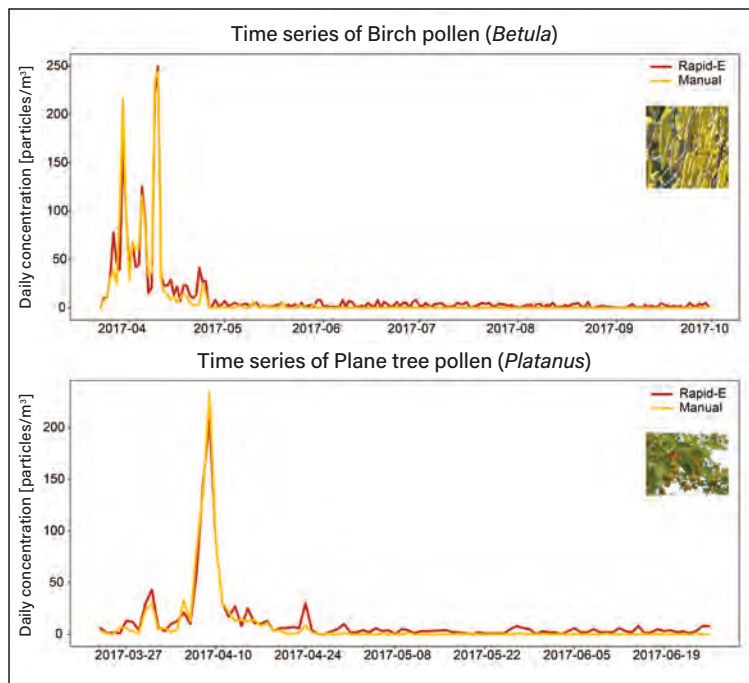 Time series of Birch pollen (Betula)
Rapid-E
Manual
Daily concentration [particles/m³]
250
200
150
100
50
0
2017-04 2017-05 2017-06 2017-07 2017-08 2017-09 2017-10
Time series of Plane tree pollen (Platanus)
Rapid-E
Manual
Daily concentration [particles/m³]
200
150
100
50
0
2017-03-27 2017-04-10 2017-04-24 2017-05-08 2017-05-22 2017-06-05 2017-06-19